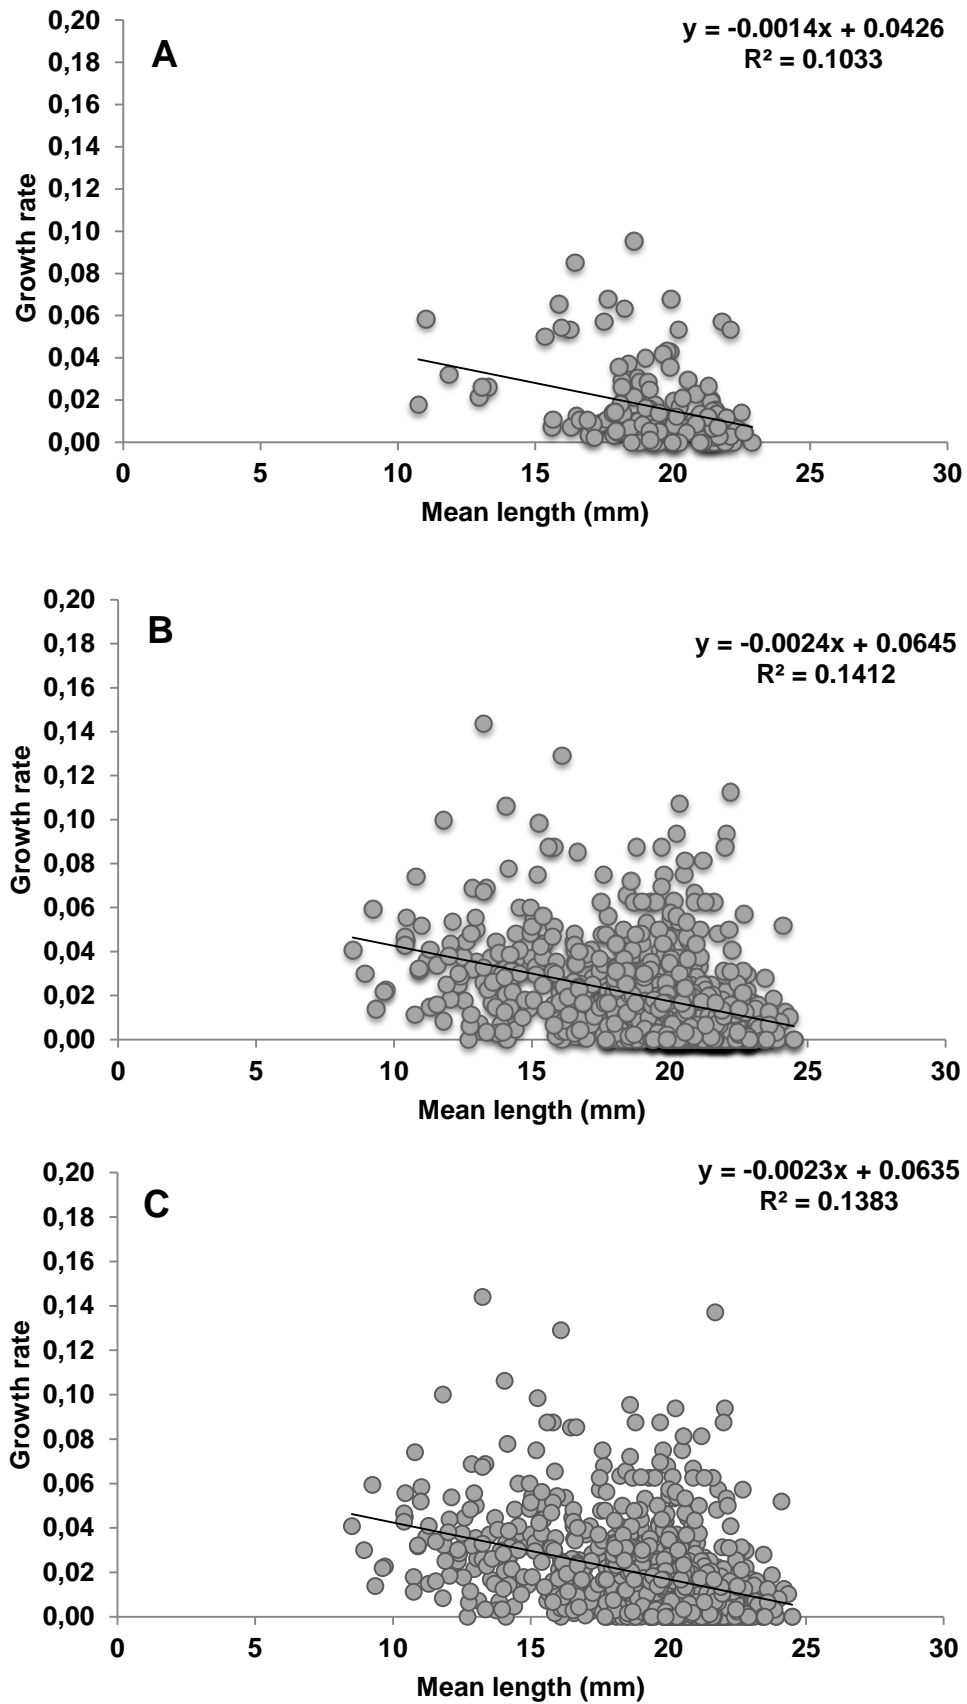 0,20
y = -0.0014x + 0.0426
A
R² = 0.1033
0,18
0,16
0,14
0,12
0,10
0,08
0,06
0,04
0,02
0,00
Growth rate
0 5 10 15 20 25 30
Mean length (mm)
0,20
B
y = -0.0024x + 0.0645
R² = 0.1412
0,18
0,16
0,14
0,12
0,10
0,08
0,06
0,04
0,02
0,00
Growth rate
0 5 10 15 20 25 30
Mean length (mm)
0,20
y = -0.0023x + 0.0635
C
R² = 0.1383
0,18
0,16
0,14
0,12
0,10
0,08
0,06
0,04
0,02
0,00
Growth rate
0 5 10 15 20 25 30
Mean length (mm)